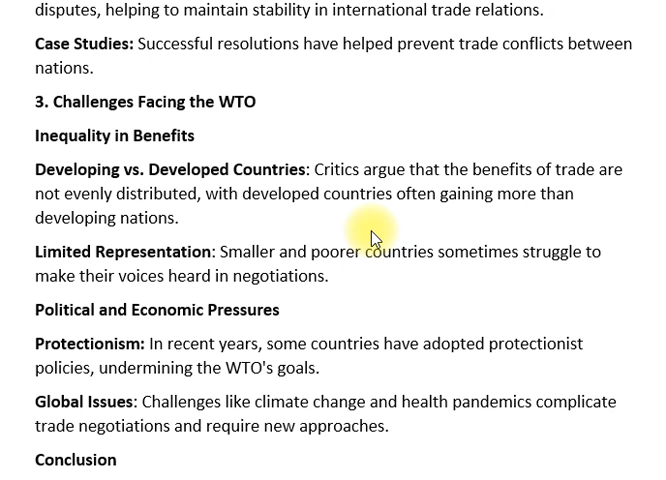 disputes, helping to maintain stability in international trade relations.
Case Studies: Successful resolutions have helped prevent trade conflicts between
nations.
3. Challenges Facing the WTO
Inequality in Benefits
Developing vs. Developed Countries: Critics argue that the benefits of trade are
not evenly distributed, with developed countries often gaining more than
developing nations.
Limited Representation: Smaller and poorer countries sometimes struggle to
make their voices heard in negotiations.
Political and Economic Pressures
Protectionism: In recent years, some countries have adopted protectionist
policies, undermining the WTO's goals.
Global Issues: Challenges like climate change and health pandemics complicate
trade negotiations and require new approaches.
Conclusion